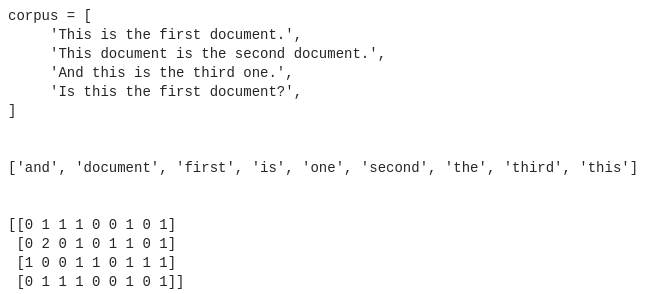 corpus = [
     'This is the first document.',
     'This document is the second document.',
     'And this is the third one.',
     'Is this the first document?',
]
['and', 'document', 'first', 'is', 'one', 'second', 'the', 'third', 'this']
[[0 1 1 1 0 0 1 0 1]
 [0 2 0 1 0 1 1 0 1]
 [1 0 0 1 1 0 1 1 1]
 [0 1 1 1 0 0 1 0 1]]